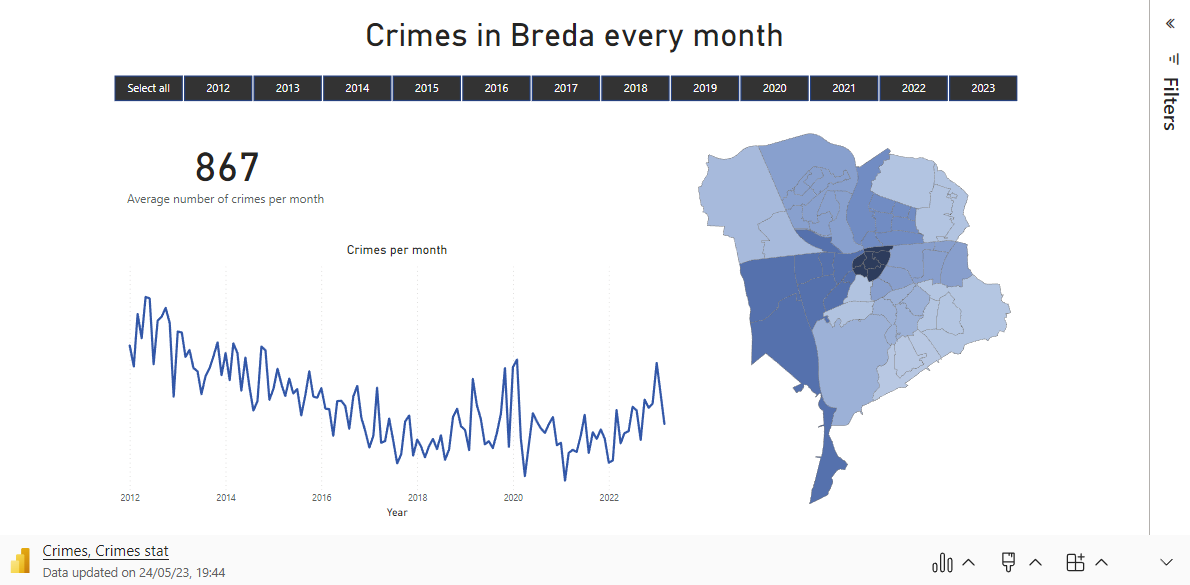 Crimes in Breda every month
Select all 2012 2013 2014 2015 2016 2017 2018 2019 2020 2021 2022 2023
Filters
867
Average number of crimes per month
Crimes per month
2012 2014 2016 2018 2020 2022
Year
Crimes, Crimes stat
Data updated on 24/05/23, 19:44